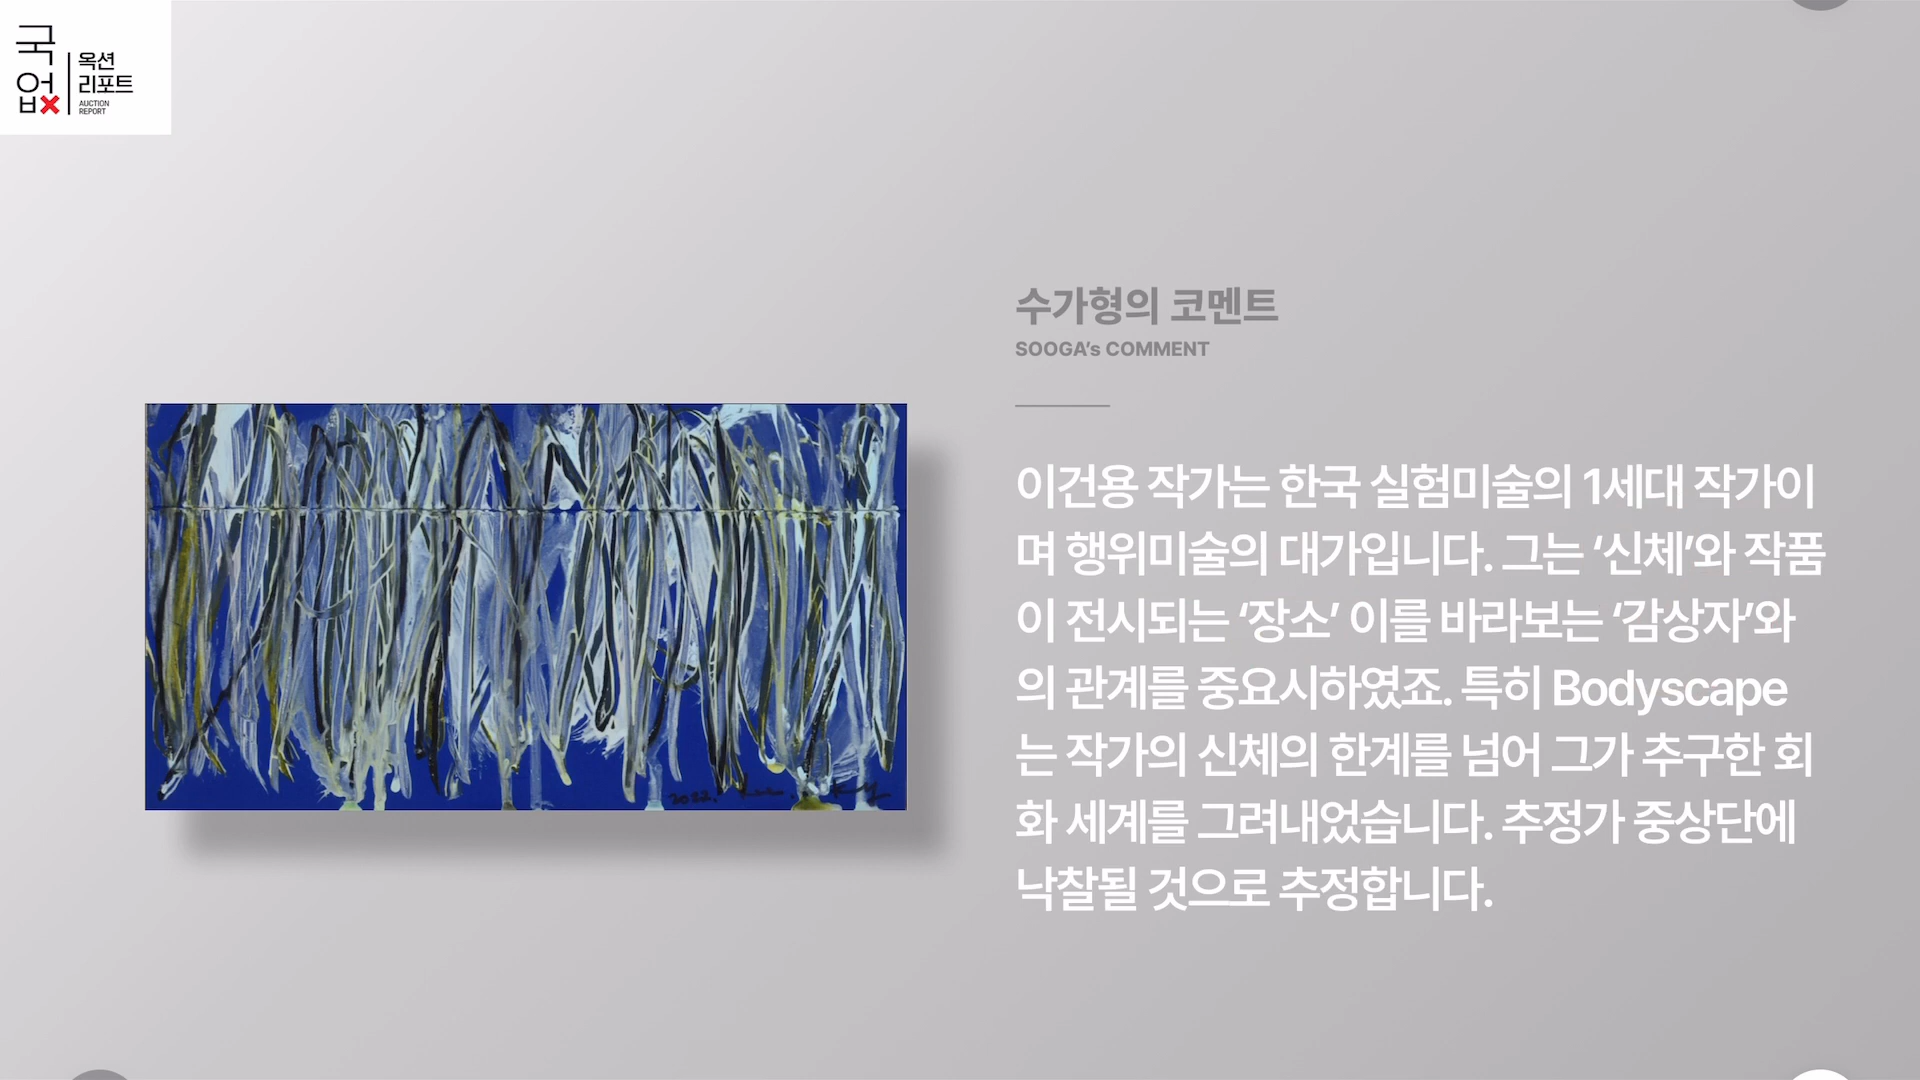 국
없
옥션
리포트
AUCTION
REPORT
수가형의 코멘트
SOOGA’s COMMENT
이건용 작가는 한국 실험미술의 1세대 작가이
며 행위미술의 대가입니다. 그는 ‘신체’와 작품
이 전시되는 ‘장소’ 이를 바라보는 ‘감상자’와
의 관계를 중요시하였죠. 특히 Bodyscape
는 작가의 신체의 한계를 넘어 그가 추구한 회
화 세계를 그려내었습니다. 추정가 중상단에
낙찰될 것으로 추정합니다.
2022.